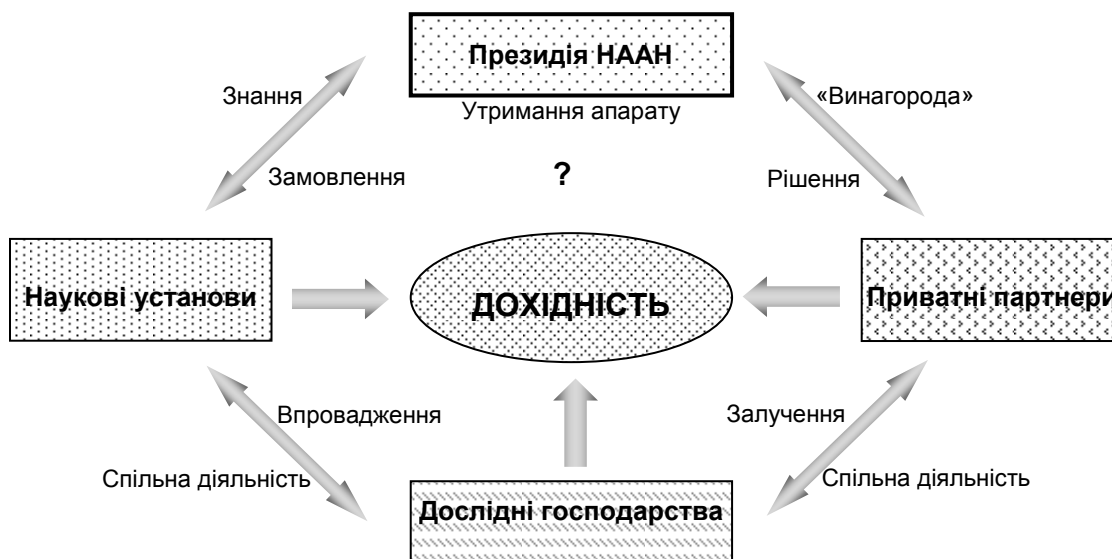 Президія НААН
Утримання апарату
Знання
«Винагорода»
Замовлення
?
Рішення
Наукові установи
ДОХІДНІСТЬ
Приватні партнери
Впровадження
Залучення
Спільна діяльність
Спільна діяльність
Дослідні господарства